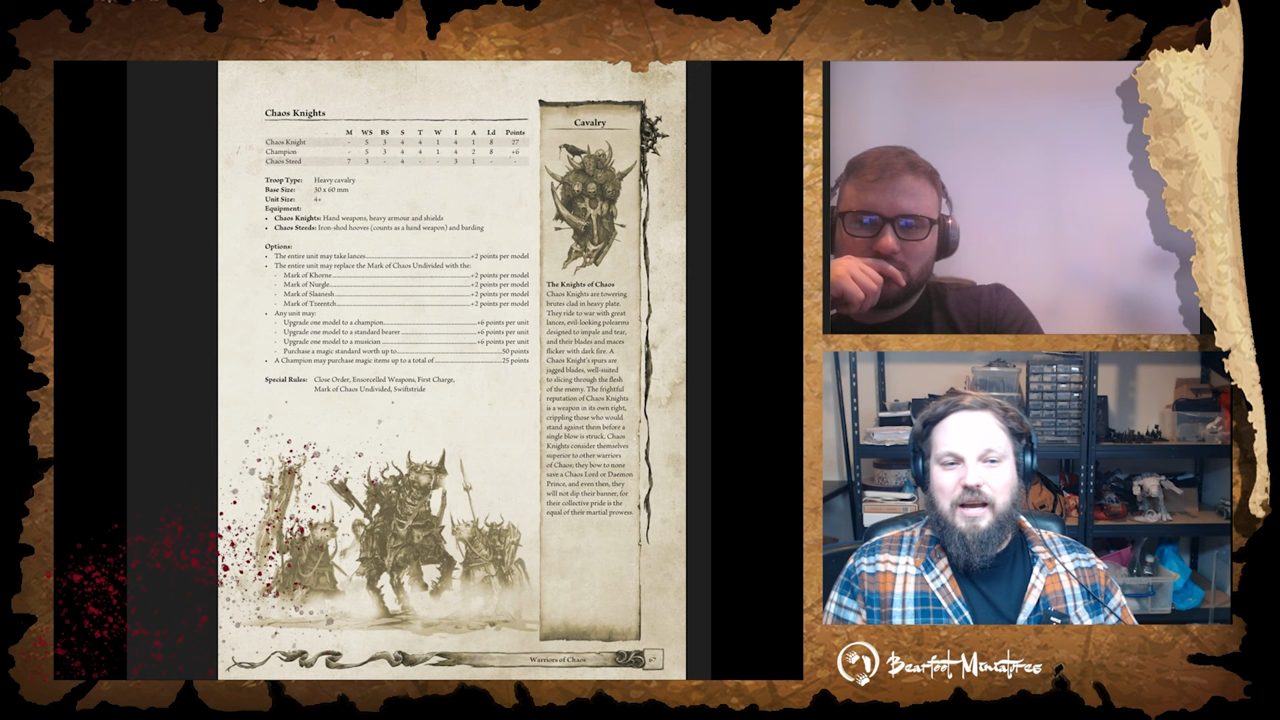 Chaos Knights
M WS BS S T W I A Ld Points
Chaos Knight - 5 3 4 4 1 4 1 8 27
Champion - 5 3 4 4 1 4 2 8 +6
Chaos Steed 7 3 - 4 - - 3 1 - -
Troop Type: Heavy cavalry
Base Size: 30 x 60 mm
Unit Size: 4+
Equipment:
• Chaos Knights: Hand weapons, heavy armour and shields
• Chaos Steeds: Iron-shod hooves (counts as a hand weapon) and barding
Options:
• The entire unit may take lances..........+2 points per model
• The entire unit may replace the Mark of Chaos Undivided with the:
- Mark of Khorne..........+2 points per model
- Mark of Nurgle..........+2 points per model
- Mark of Slaanesh..........+2 points per model
- Mark of Tzeentch..........+2 points per model
• Any unit may:
- Upgrade one model to a champion..........+6 points per unit
- Upgrade one model to a standard bearer..........+6 points per unit
- Upgrade one model to a musician..........+6 points per unit
- Purchase a magic standard worth up to..........50 points
• A Champion may purchase magic items up to a total of..........25 points
Special Rules: Close Order, Ensorcelled Weapons, First Charge,
Mark of Chaos Undivided, Swiftstride
Cavalry
The Knights of Chaos
Chaos Knights are towering
brutes clad in heavy plate.
They ride to war with great
lances, evil-looking polearms
designed to impale and tear,
and their blades and maces
flicker with dark fire. A
Chaos Knight's spurs are
jagged blades, well-suited
to slicing through the flesh
of the enemy. The frightful
reputation of Chaos Knights
is a weapon in its own right,
crippling those who would
stand against them before a
single blow is struck. Chaos
Knights consider themselves
superior to other warriors
of Chaos; they bow to none
save a Chaos Lord or Daemon
Prince, and even then, they
will not dip their banner, for
their collective pride is the
equal of their martial prowess.
Warriors of Chaos 67
Bearfoot Miniatures